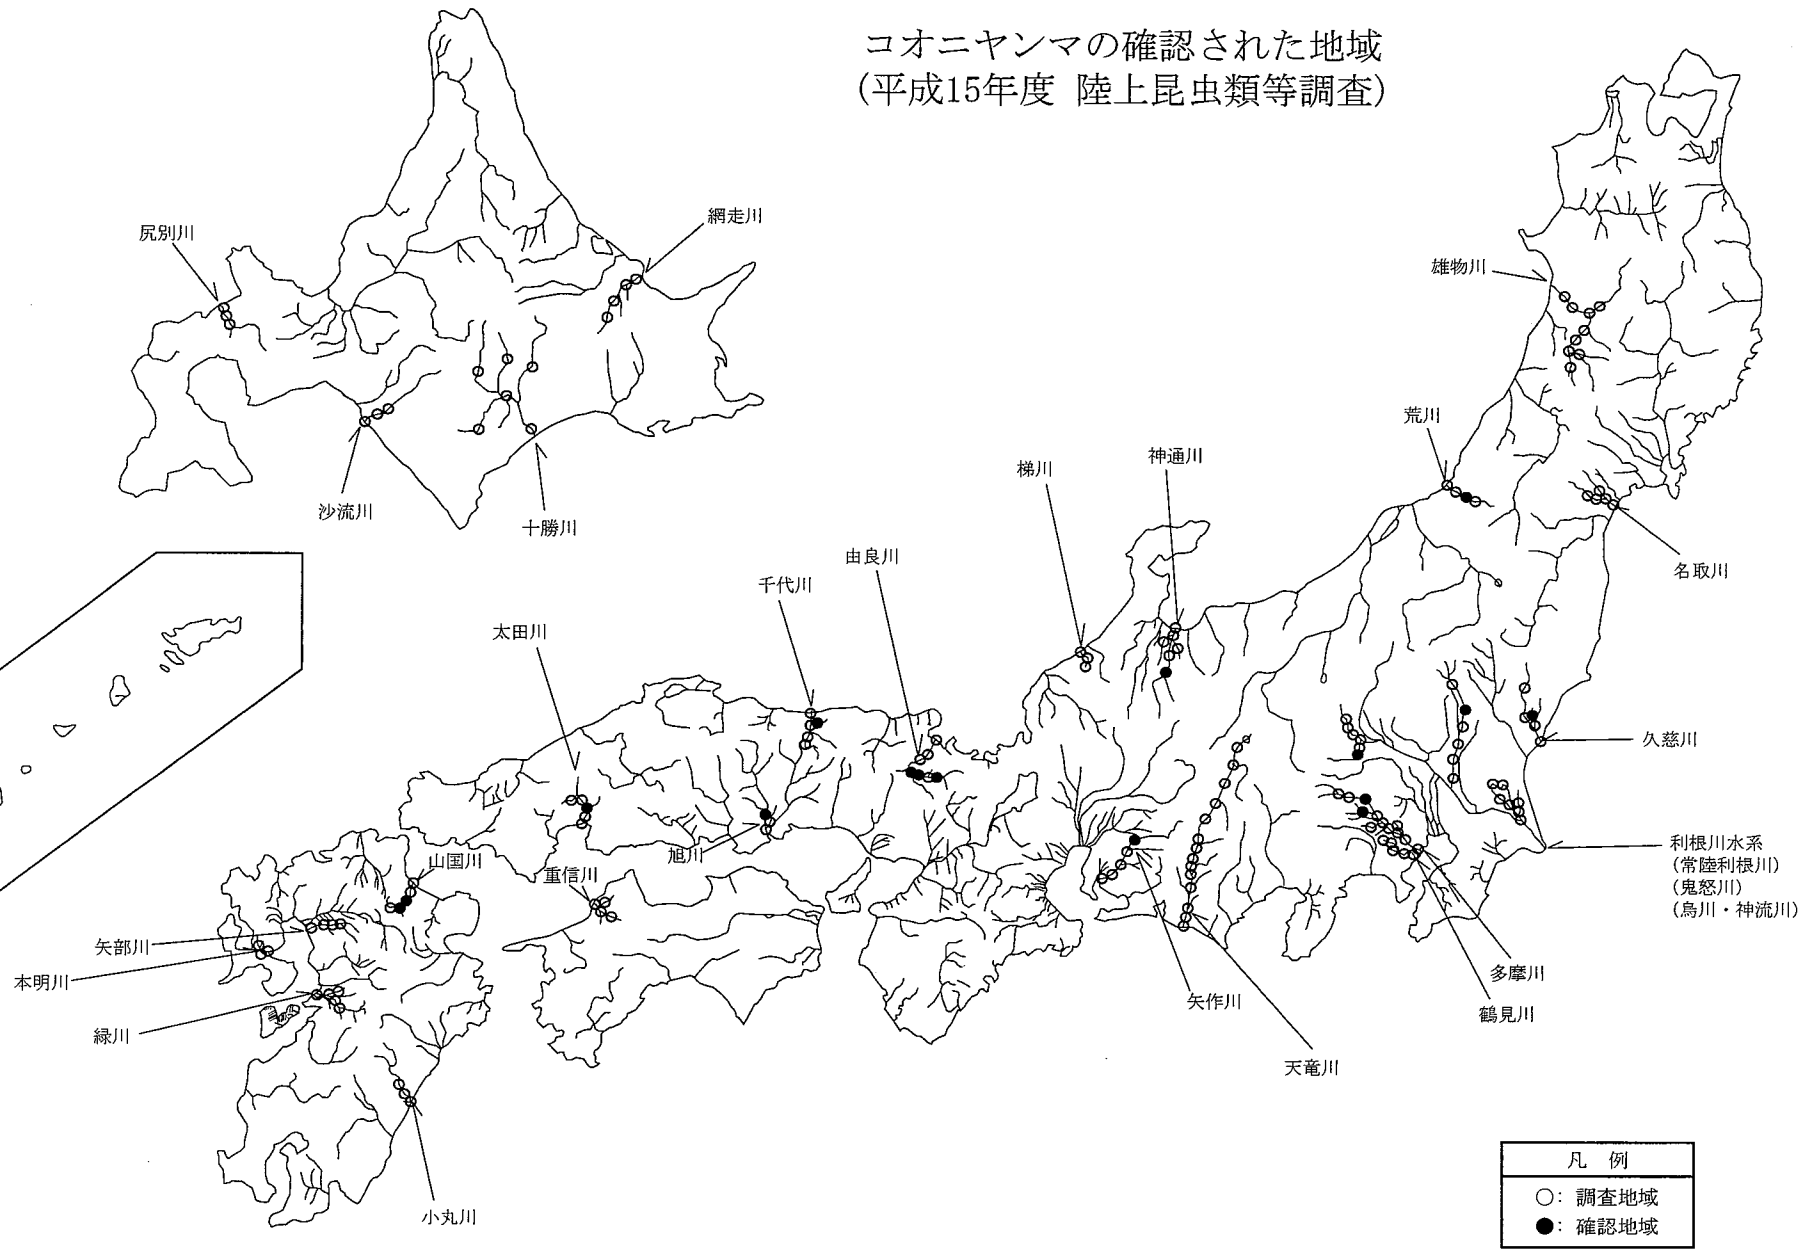 コオニヤンマの確認された地域
(平成15年度 陸上昆虫類等調査)
尻別川
網走川
沙流川
十勝川
雄物川
荒川
名取川
梯川
神通川
由良川
千代川
太田川
久慈川
利根川水系
(常陸利根川)
(鬼怒川)
(烏川・神流川)
旭川
重信川
山国川
矢部川
本明川
緑川
小丸川
多摩川
鶴見川
矢作川
天竜川
凡 例
○: 調査地域
●: 確認地域